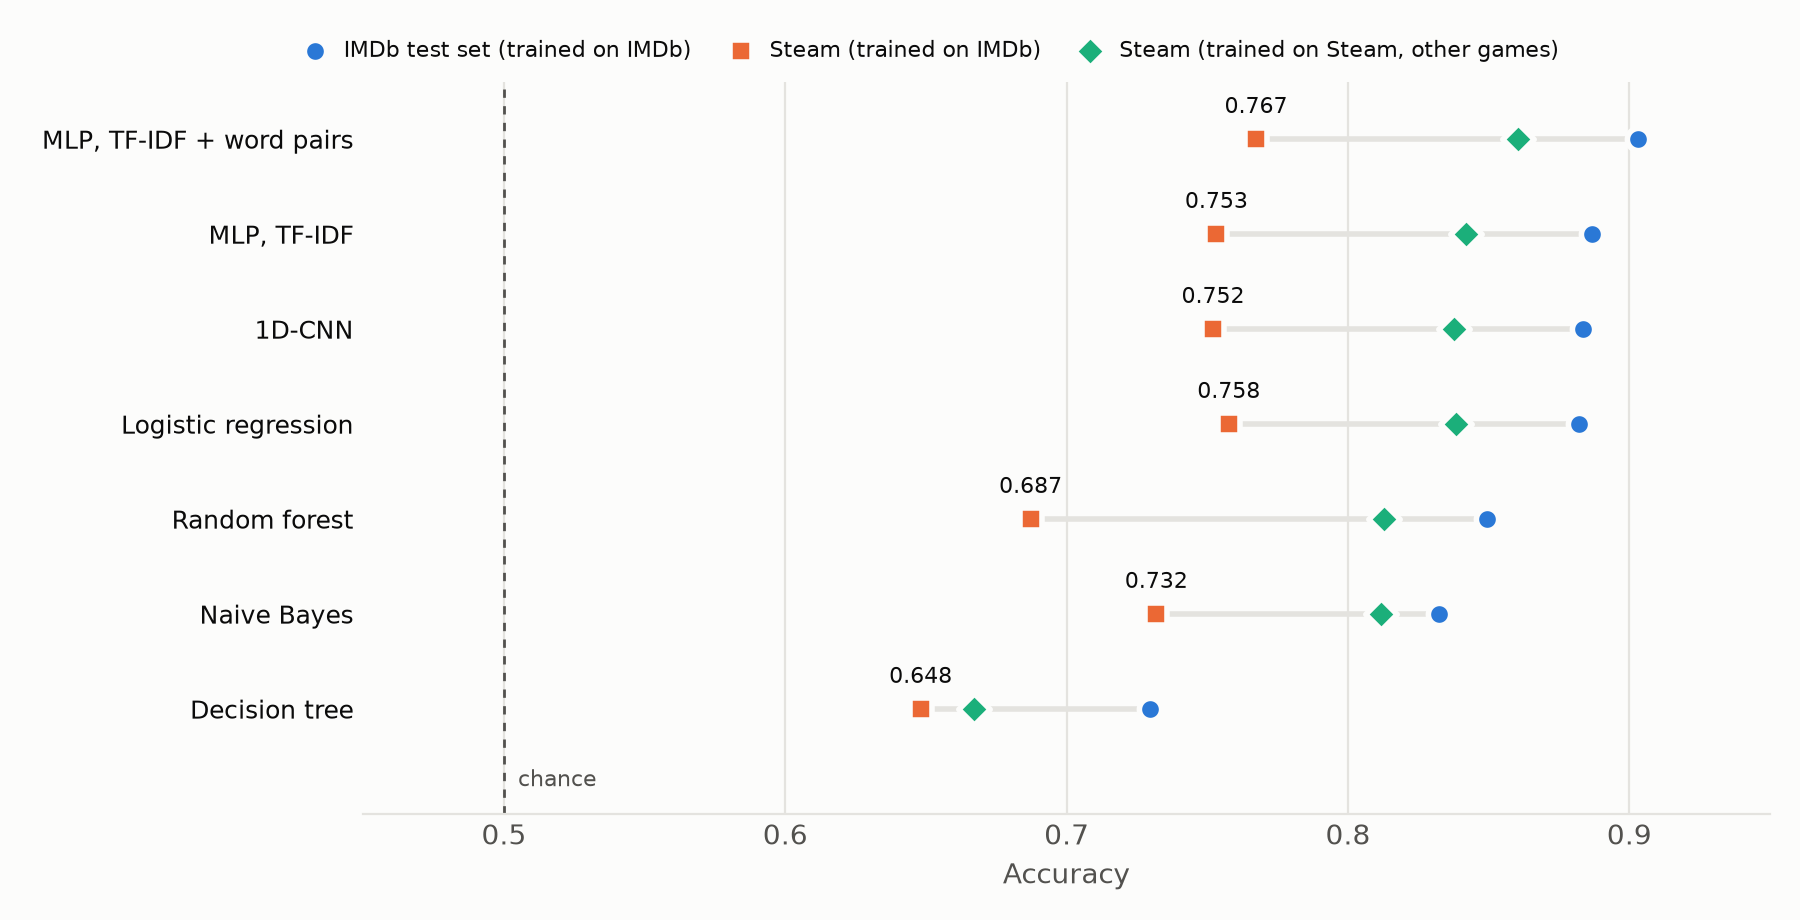 IMDb test set (trained on IMDb) Steam (trained on IMDb) Steam (trained on Steam, other games)
0.767
MLP, TF-IDF + word pairs
0.753
MLP, TF-IDF
0.752
1D-CNN
0.758
Logistic regression
0.687
Random forest
0.732
Naive Bayes
0.648
Decision tree
chance
0.5 0.6 0.7 0.8 0.9
Accuracy